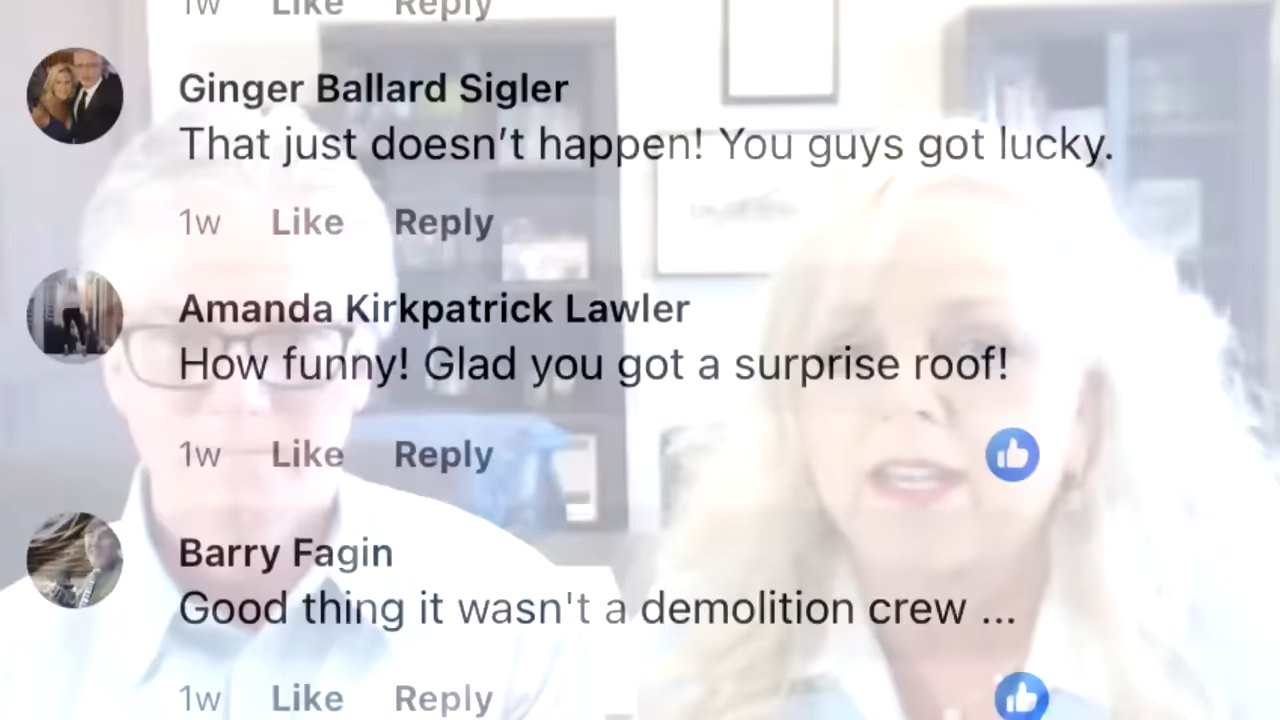 1w Like Reply
Ginger Ballard Sigler
That just doesn’t happen! You guys got lucky.
1w Like Reply
Amanda Kirkpatrick Lawler
How funny! Glad you got a surprise roof!
1w Like Reply
Barry Fagin
Good thing it wasn't a demolition crew ...
1w Like Reply